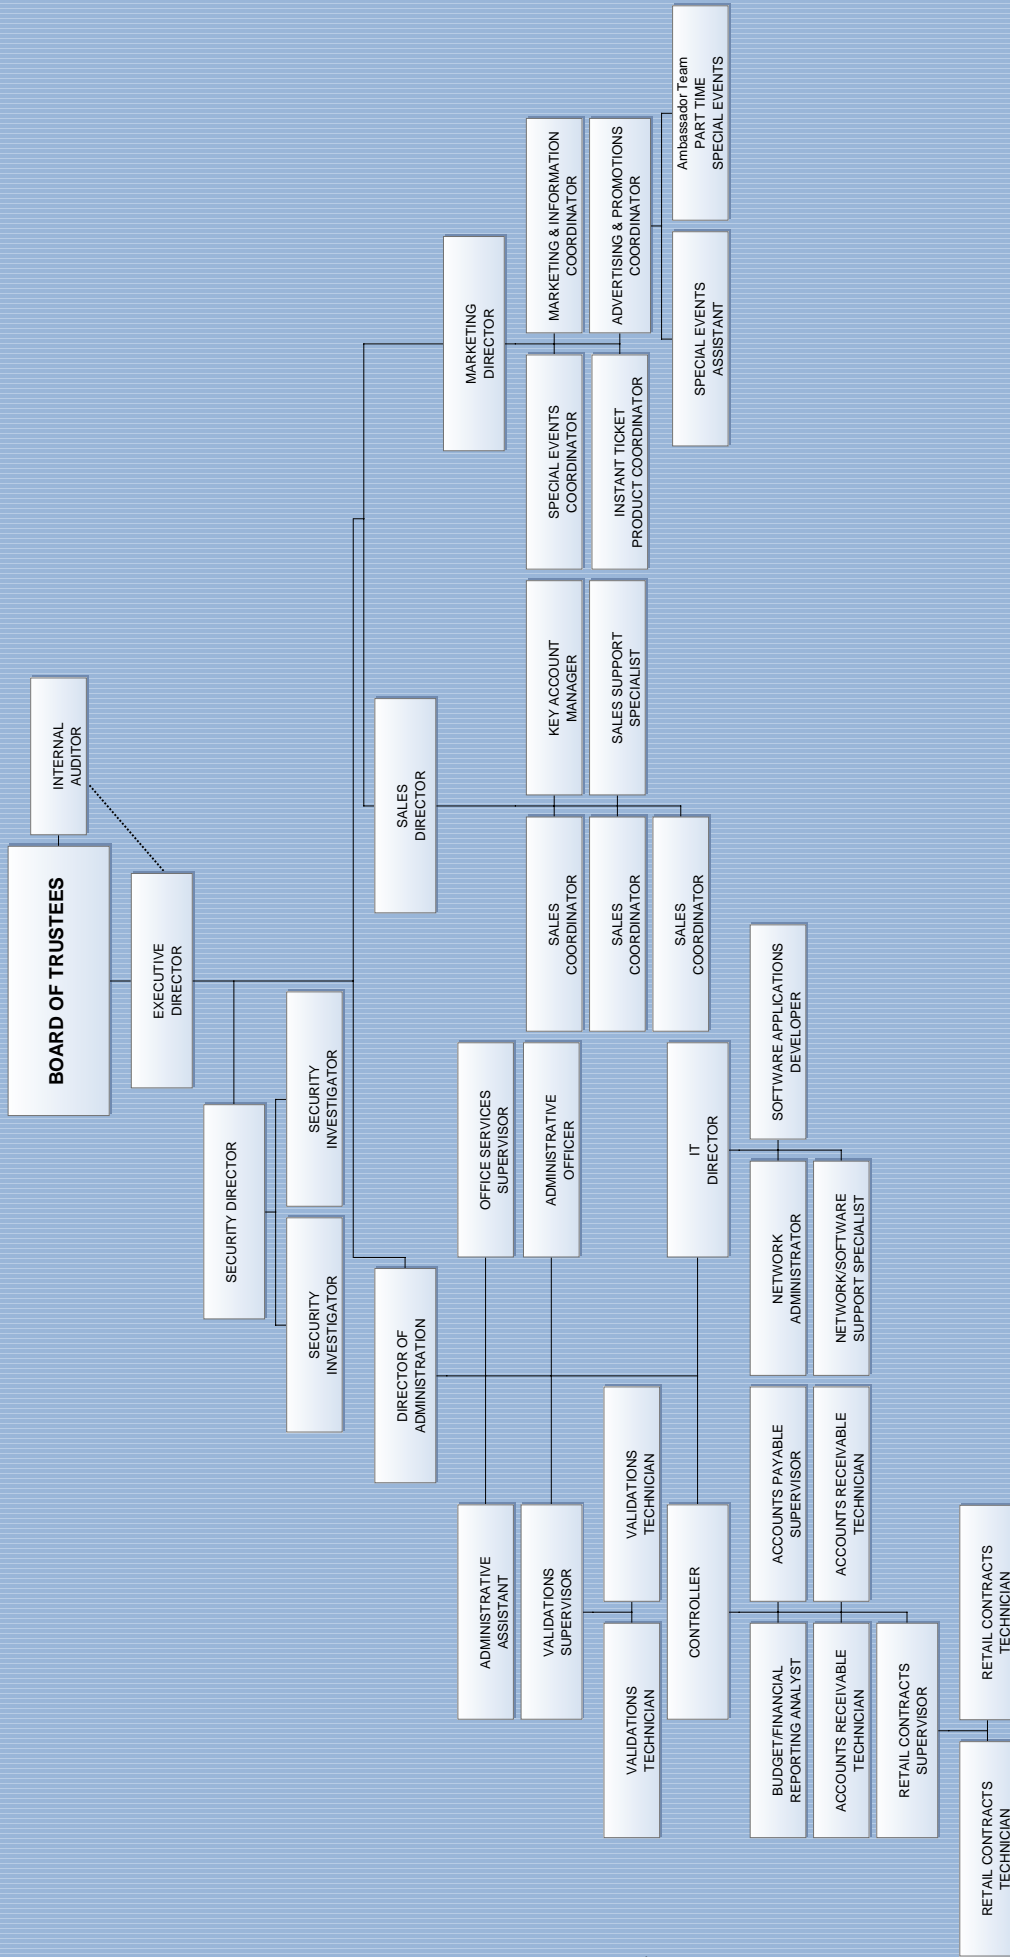 BOARD OF TRUSTEES
INTERNAL
AUDITOR
EXECUTIVE
DIRECTOR
SECURITY DIRECTOR
SECURITY
INVESTIGATOR
SECURITY
INVESTIGATOR
DIRECTOR OF
ADMINISTRATION
SALES
DIRECTOR
MARKETING
DIRECTOR
ADMINISTRATIVE
ASSISTANT
OFFICE SERVICES
SUPERVISOR
VALIDATIONS
SUPERVISOR
ADMINISTRATIVE
OFFICER
VALIDATIONS
TECHNICIAN
VALIDATIONS
TECHNICIAN
CONTROLLER
IT
DIRECTOR
BUDGET/FINANCIAL
REPORTING ANALYST
ACCOUNTS PAYABLE
SUPERVISOR
ACCOUNTS RECEIVABLE
TECHNICIAN
ACCOUNTS RECEIVABLE
TECHNICIAN
RETAIL CONTRACTS
SUPERVISOR
RETAIL CONTRACTS
TECHNICIAN
RETAIL CONTRACTS
TECHNICIAN
NETWORK
ADMINISTRATOR
SOFTWARE APPLICATIONS
DEVELOPER
NETWORK/SOFTWARE
SUPPORT SPECIALIST
SALES
COORDINATOR
KEY ACCOUNT
MANAGER
SALES
COORDINATOR
SALES SUPPORT
SPECIALIST
SALES
COORDINATOR
SPECIAL EVENTS
COORDINATOR
MARKETING & INFORMATION
COORDINATOR
INSTANT TICKET
PRODUCT COORDINATOR
ADVERTISING & PROMOTIONS
COORDINATOR
SPECIAL EVENTS
ASSISTANT
Ambassador Team
PART TIME
SPECIAL EVENTS